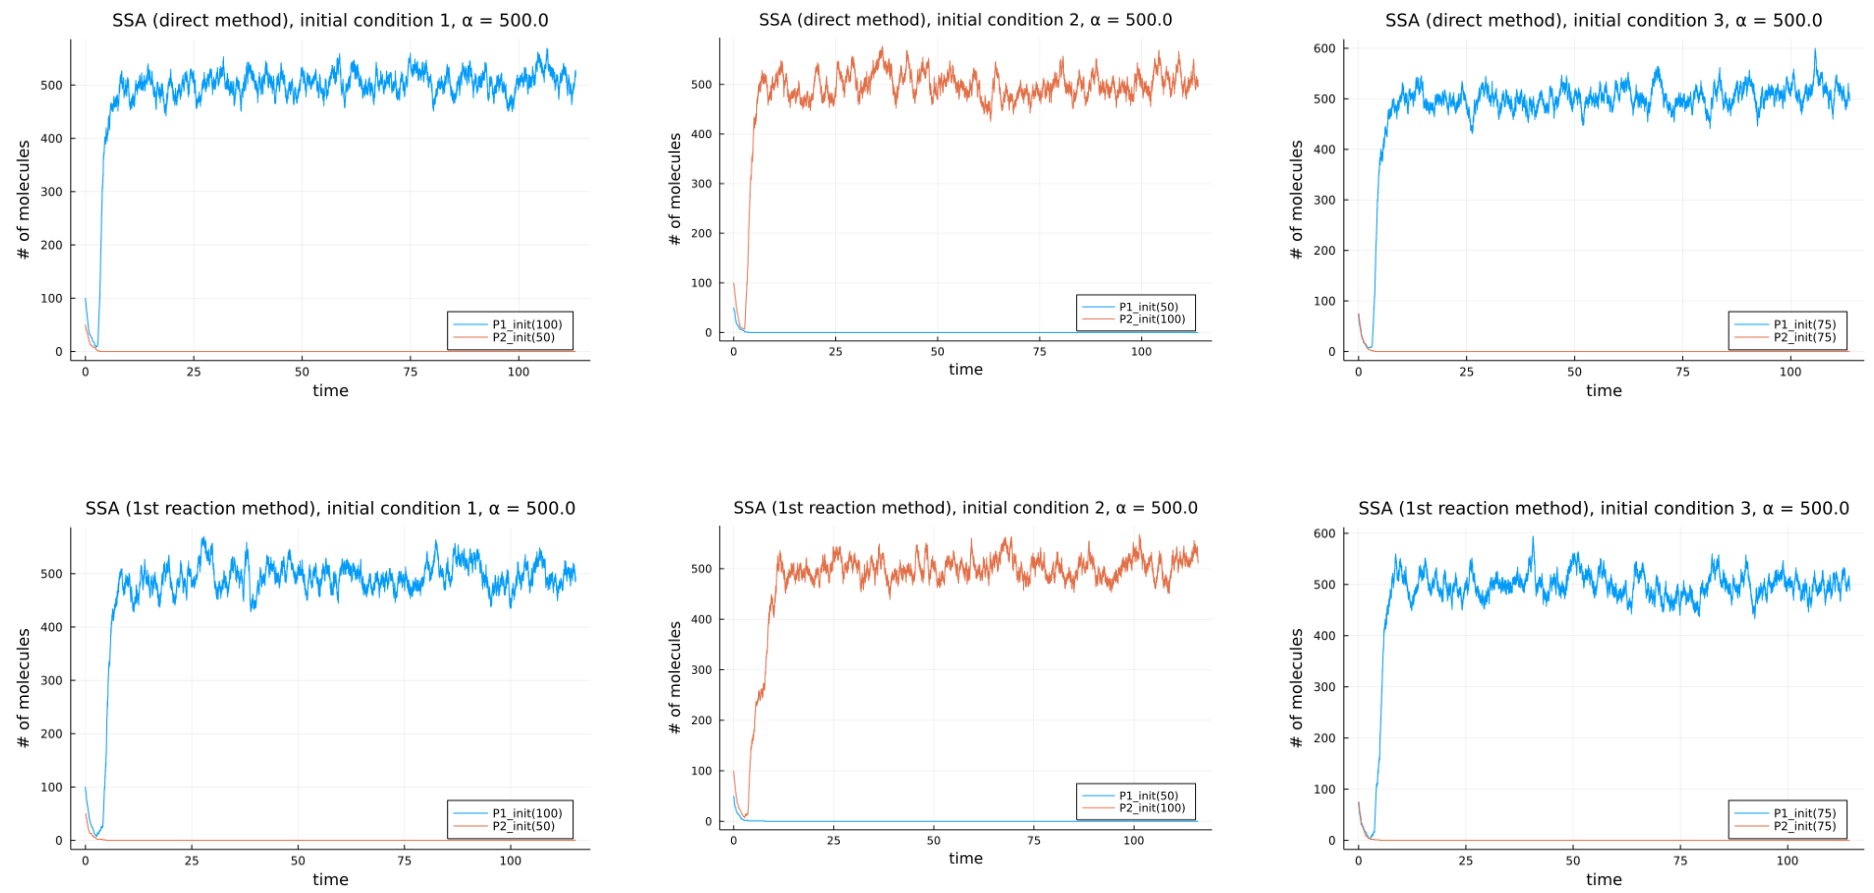 SSA (direct method), initial condition 1, α = 500.0
# of molecules
500
400
300
200
100
0
P1_init(100)
P2_init(50)
0 25 50 75 100
time
SSA (direct method), initial condition 2, α = 500.0
# of molecules
500
400
300
200
100
0
P1_init(50)
P2_init(100)
0 25 50 75 100
time
SSA (direct method), initial condition 3, α = 500.0
# of molecules
600
500
400
300
200
100
0
P1_init(75)
P2_init(75)
0 25 50 75 100
time
SSA (1st reaction method), initial condition 1, α = 500.0
# of molecules
500
400
300
200
100
0
P1_init(100)
P2_init(50)
0 25 50 75 100
time
SSA (1st reaction method), initial condition 2, α = 500.0
# of molecules
500
400
300
200
100
0
P1_init(50)
P2_init(100)
0 25 50 75 100
time
SSA (1st reaction method), initial condition 3, α = 500.0
# of molecules
600
500
400
300
200
100
0
P1_init(75)
P2_init(75)
0 25 50 75 100
time